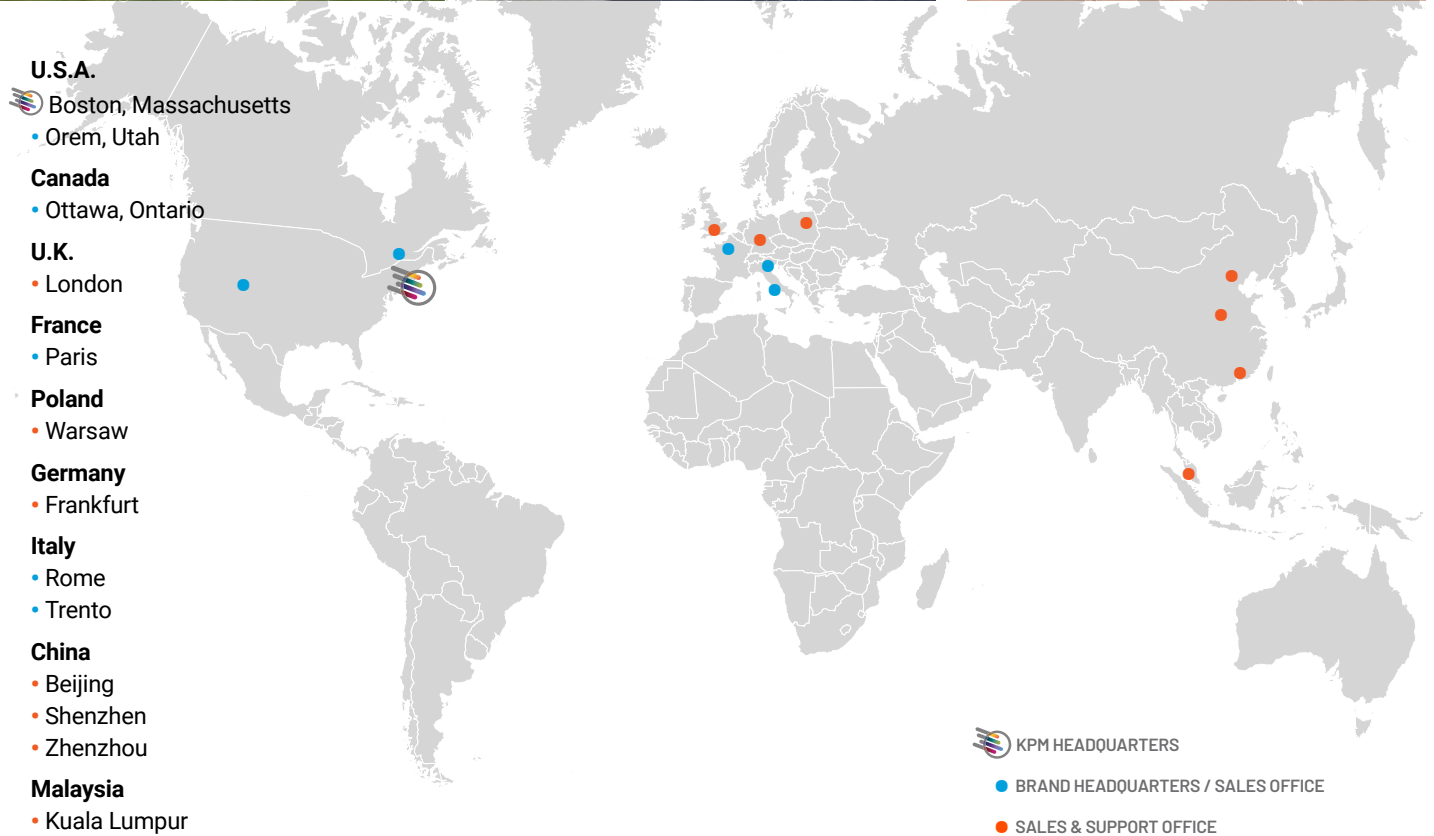 U.S.A.
Boston, Massachusetts
• Orem, Utah
Canada
• Ottawa, Ontario
U.K.
• London
France
• Paris
Poland
• Warsaw
Germany
• Frankfurt
Italy
• Rome
• Trento
China
• Beijing
• Shenzhen
• Zhenzhou
Malaysia
• Kuala Lumpur
KPM HEADQUARTERS
BRAND HEADQUARTERS / SALES OFFICE
SALES & SUPPORT OFFICE